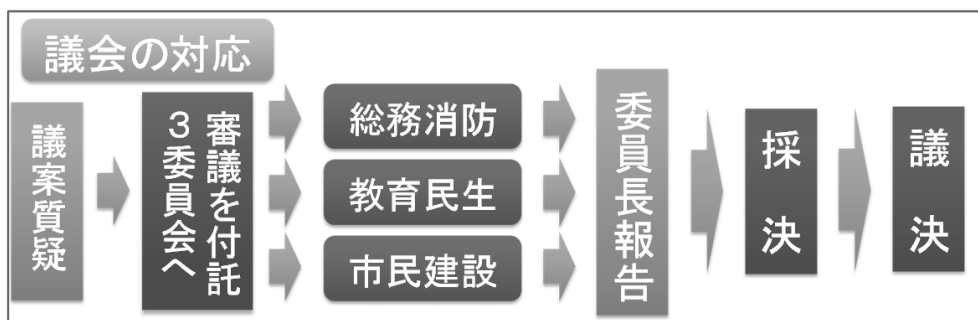 議会の対応
議案質疑
審議を付託
３委員会へ
総務消防
教育民生
市民建設
委員長報告
採決
議決